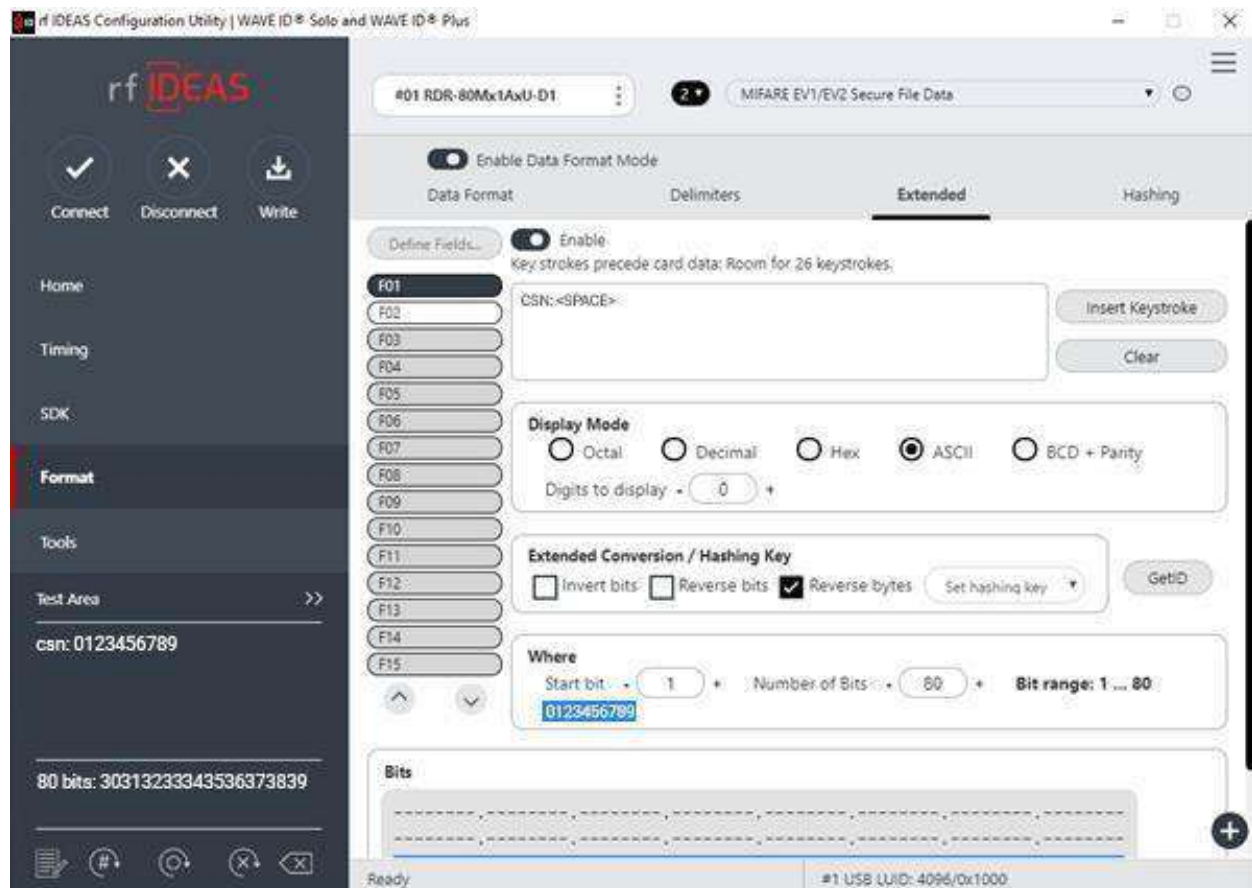 rf IDEAS Configuration Utility | WAVE ID® Solo and WAVE ID® Plus
rf IDEAS
Connect
Disconnect
Write
Home
Timing
SDK
Format
Tools
Test Area >>
csn: 0123456789
80 bits: 30313233343536373839
#01 RDR-80Mx1AxU-D1
2
MIFARE EV1/EV2 Secure File Data
Enable Data Format Mode
Data Format
Delimiters
Extended
Hashing
Define Fields...
Enable
Key strokes precede card data: Room for 26 keystrokes.
F01
F02
F03
F04
F05
F06
F07
F08
F09
F10
F11
F12
F13
F14
F15
CSN:<SPACE>
Insert Keystroke
Clear
Display Mode
Octal
Decimal
Hex
ASCII
BCD + Parity
Digits to display - 0 +
Extended Conversion / Hashing Key
Invert bits
Reverse bits
Reverse bytes
Set hashing key
GetID
Where
Start bit - 1 + Number of Bits - 80 + Bit range: 1 ... 80
0123456789
Bits
--------.--------.--------.--------.--------.--------.--------.--------
--------.--------.--------.--------.--------.--------.--------.--------
Ready
#1 USB LUID: 4096/0x1000